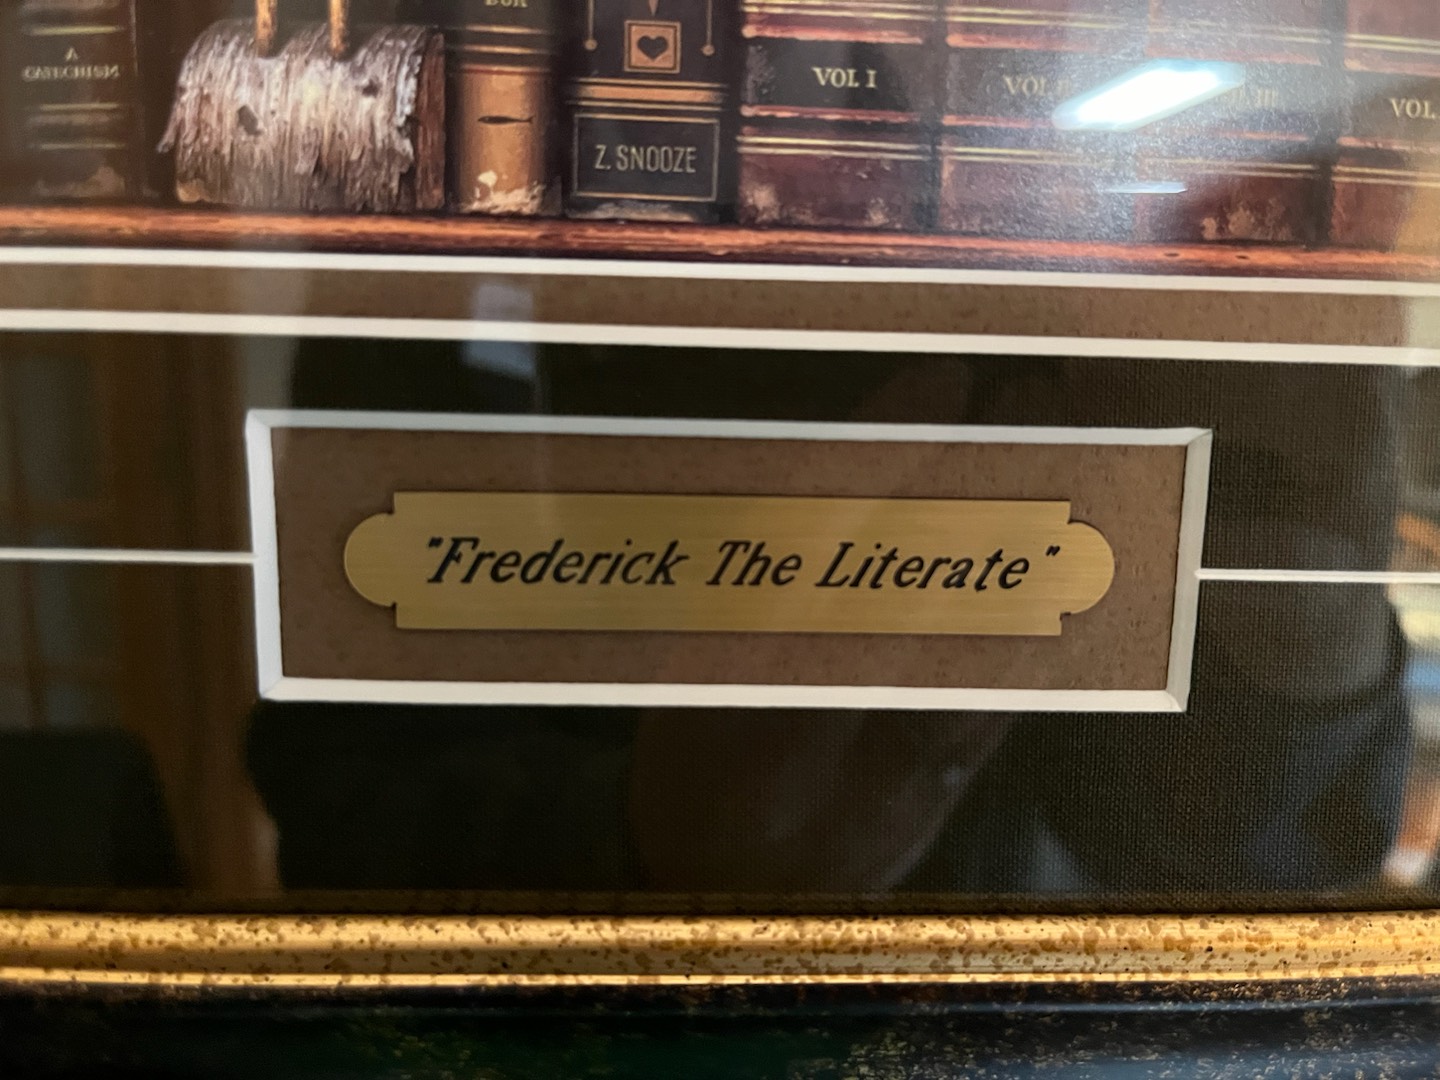 A
CATECHISM
Z. SNOOZE
VOL I
VOL
VOL.
"Frederick The Literate"